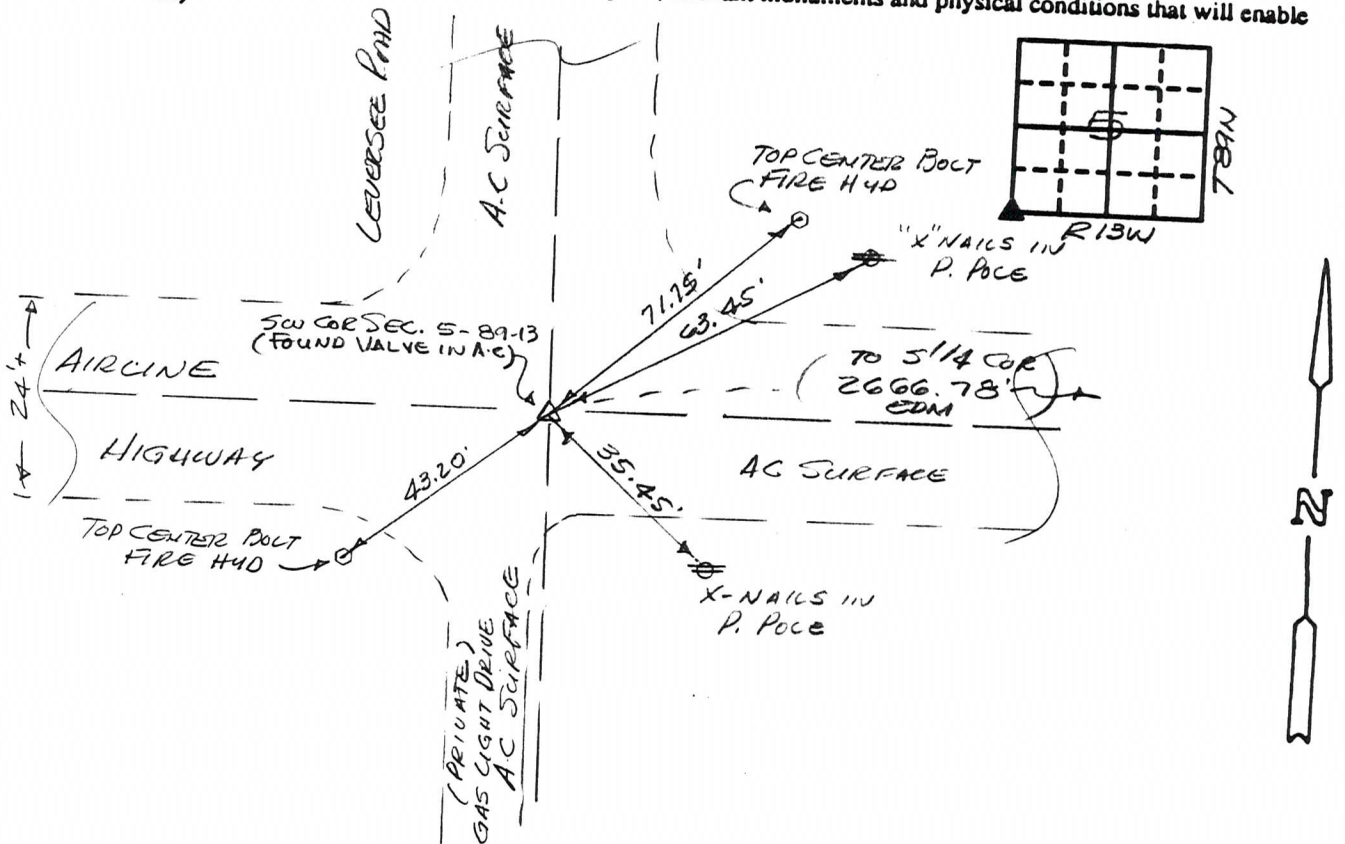 monuments and physical conditions that will enable
LEVERSEE ROAD
A.C SURFACE
5
T89N
R13W
TOP CENTER BOLT
FIRE HYD
"X" NAILS IN
P. POLE
71.75'
63.45'
SW COR SEC. 5-89-13
(FOUND VALVE IN A.C)
TO S 1/4 COR
2666.78'
EDM
24'±
AIRLINE
HIGHWAY
AC SURFACE
43.20'
35.45'
TOP CENTER BOLT
FIRE HYD
X-NAILS IN
P. POLE
(PRIVATE)
GAS LIGHT DRIVE
A.C SURFACE
N